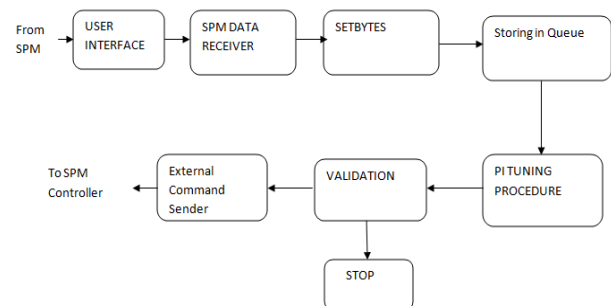 From
SPM
USER
INTERFACE
SPM DATA
RECEIVER
SETBYTES
Storing in Queue
To SPM
Controller
External
Command
Sender
VALIDATION
PI TUNING
PROCEDURE
STOP